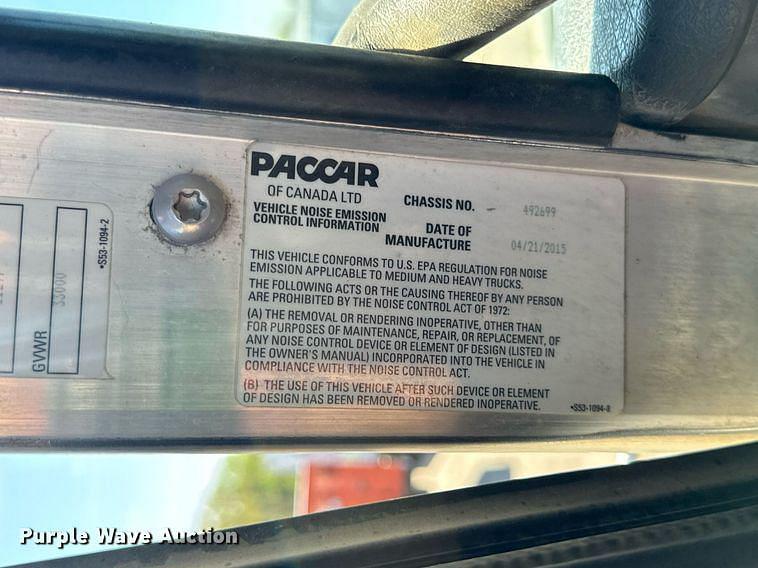 PACCAR
OF CANADA LTD
VEHICLE NOISE EMISSION
CONTROL INFORMATION
CHASSIS NO. 492699
DATE OF
MANUFACTURE 04/21/2015
THIS VEHICLE CONFORMS TO U.S. EPA REGULATION FOR NOISE
EMISSION APPLICABLE TO MEDIUM AND HEAVY TRUCKS.
THE FOLLOWING ACTS OR THE CAUSING THEREOF BY ANY PERSON
ARE PROHIBITED BY THE NOISE CONTROL ACT OF 1972:
(A) THE REMOVAL OR RENDERING INOPERATIVE, OTHER THAN
FOR PURPOSES OF MAINTENANCE, REPAIR, OR REPLACEMENT, OF
ANY NOISE CONTROL DEVICE OR ELEMENT OF DESIGN (LISTED IN
THE OWNER'S MANUAL) INCORPORATED INTO THE VEHICLE IN
COMPLIANCE WITH THE NOISE CONTROL ACT.
(B) THE USE OF THIS VEHICLE AFTER SUCH DEVICE OR ELEMENT
OF DESIGN HAS BEEN REMOVED OR RENDERED INOPERATIVE.
•S53-1094-8
GVWR 33000
•S53-1094-2
Purple Wave Auction